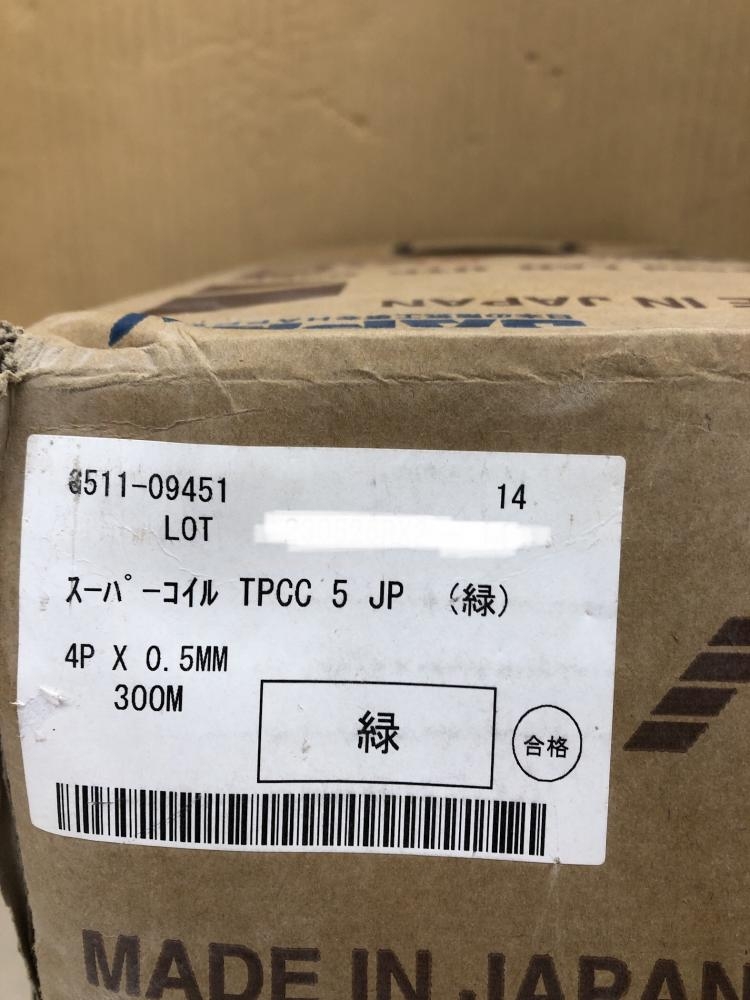 E IN JAPAN
8511-09451 14
LOT
スーパーコイル TPCC 5 JP (緑)
4P X 0.5MM
300M
緑
合格
MADE IN JAPAN